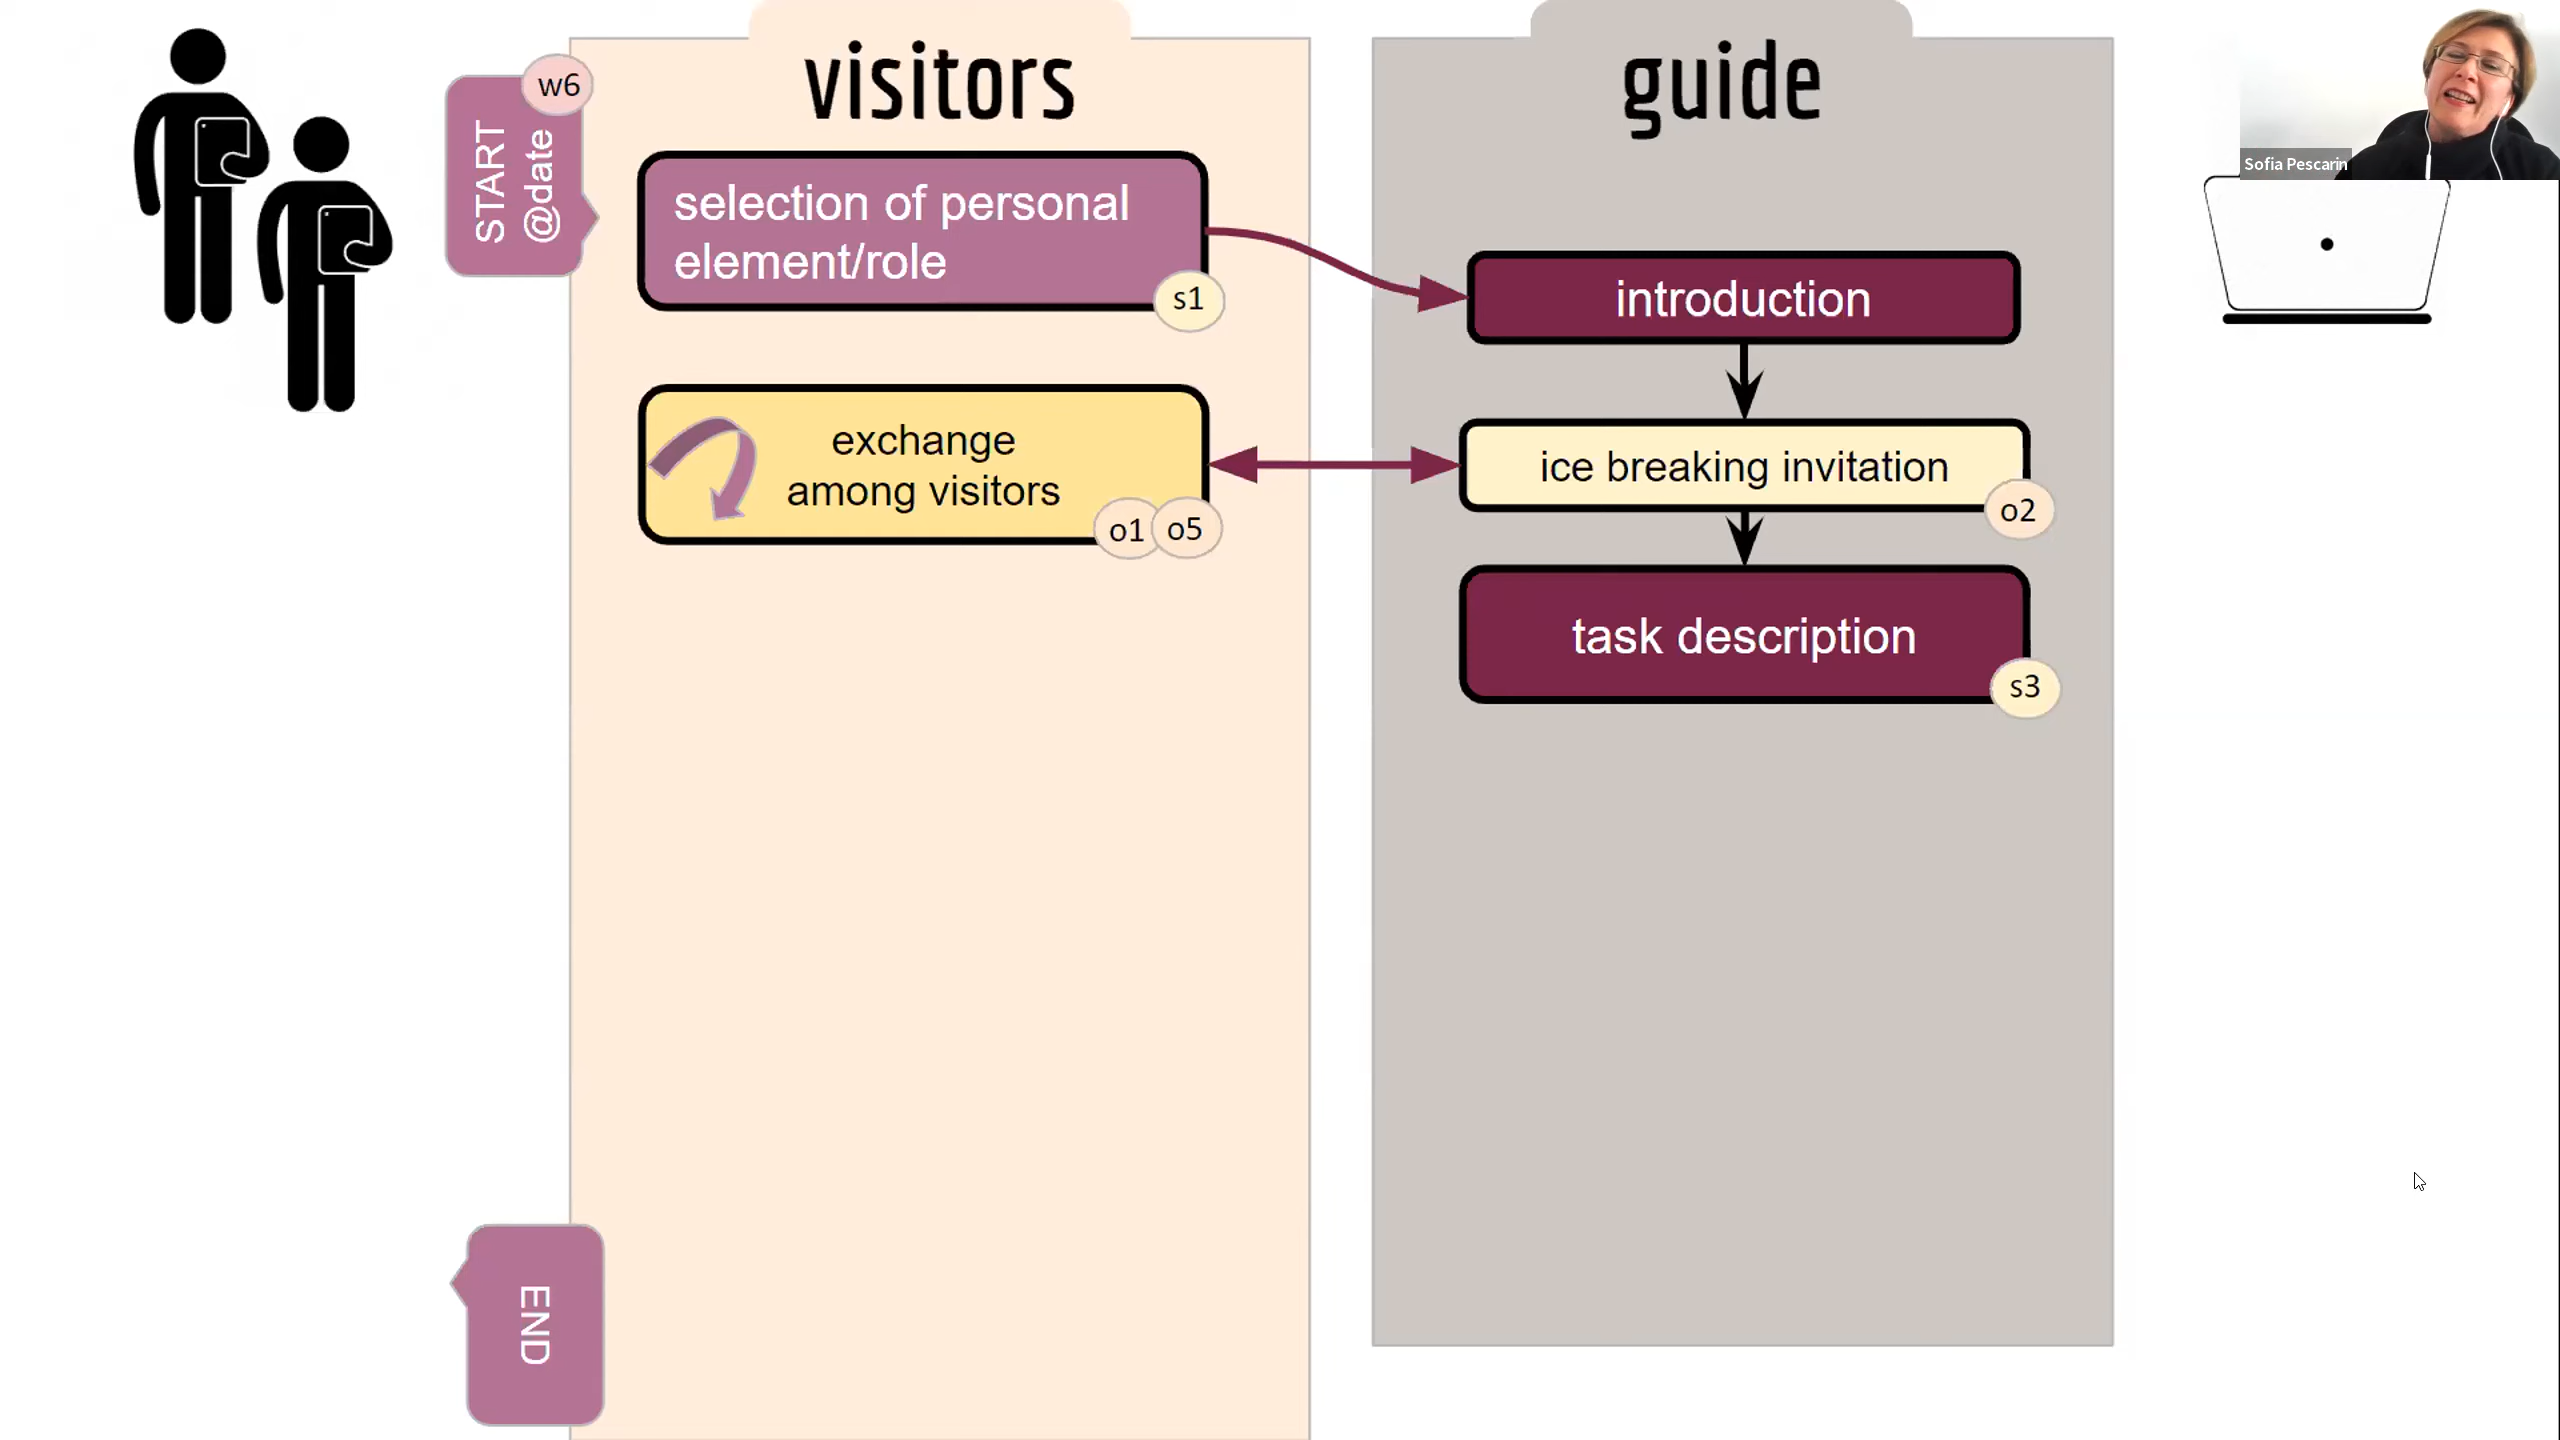 visitors
guide
w6
START
@date
Sofia Pescarin
selection of personal
element/role
s1
introduction
exchange
among visitors
o1
o5
ice breaking invitation
o2
task description
s3
END